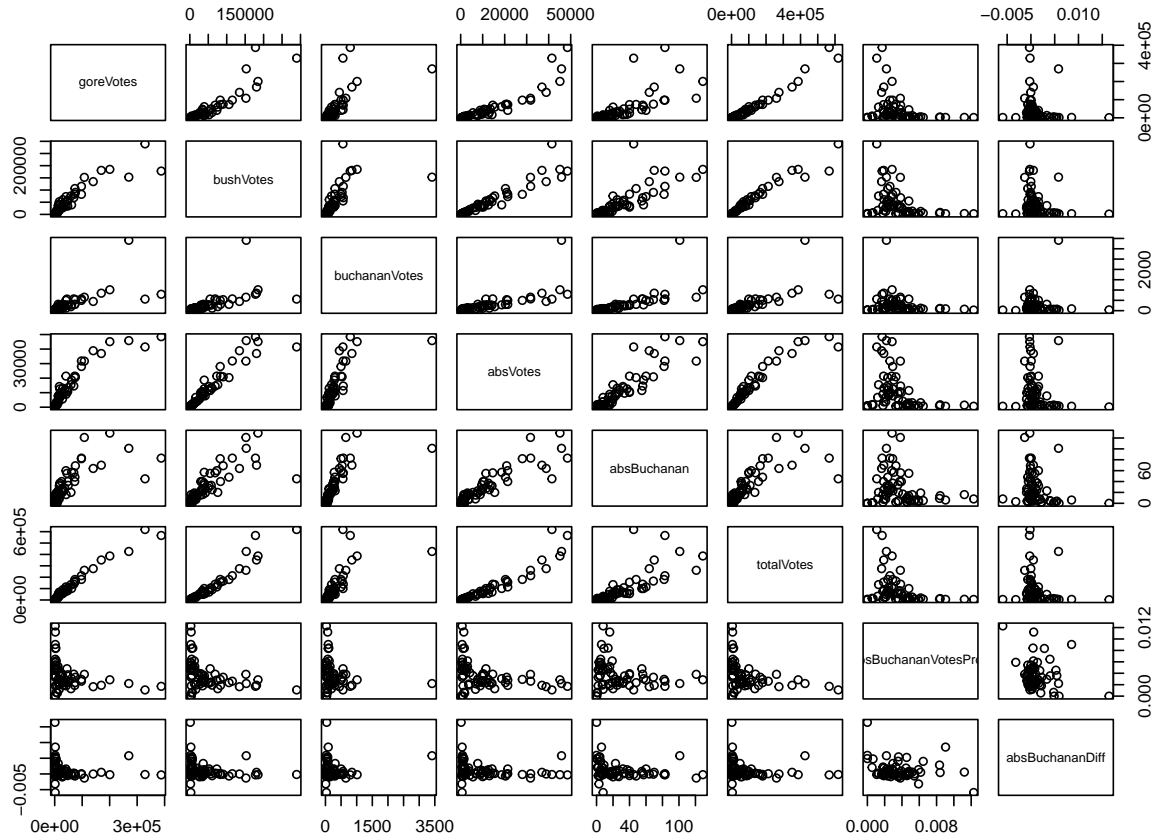 0 150000 0 20000 50000 0e+00 4e+05 −0.005 0.010
goreVotes
0e+00 4e+05
0 200000
bushVotes
buchananVotes
0 2000
0 30000
absVotes
absBuchanan
0 60
0e+00 6e+05
totalVotes
sBuchananVotesPr
0.000 0.012
−0.005
absBuchananDiff
0e+00 3e+05 0 1500 3500 0 40 100 0.000 0.008